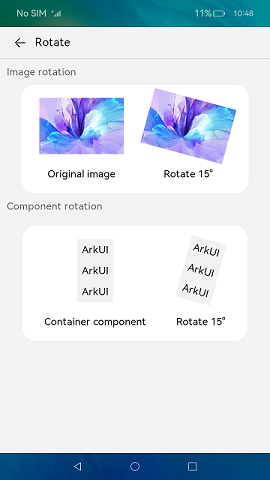 No SIM 11% 10:48
Rotate
Image rotation
Original image Rotate 15°
Component rotation
ArkUI ArkUI
ArkUI ArkUI
ArkUI ArkUI
Container component Rotate 15°